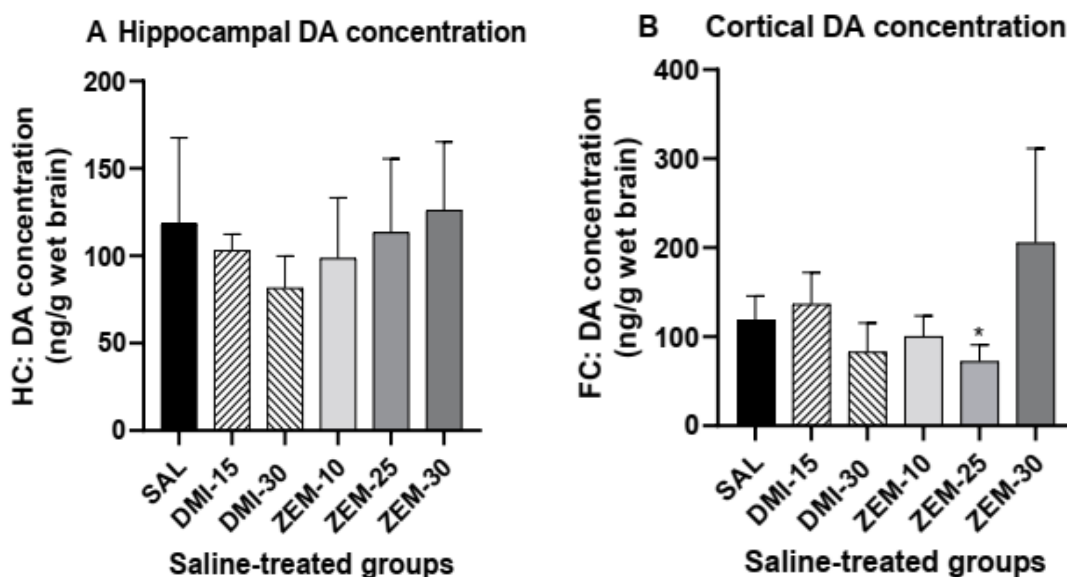 A Hippocampal DA concentration
HC: DA concentration
(ng/g wet brain)
200
150
100
50
0
SAL
DMI-15
DMI-30
ZEM-10
ZEM-25
ZEM-30
Saline-treated groups
B Cortical DA concentration
FC: DA concentration
(ng/g wet brain)
400
300
200
100
0
*
SAL
DMI-15
DMI-30
ZEM-10
ZEM-25
ZEM-30
Saline-treated groups